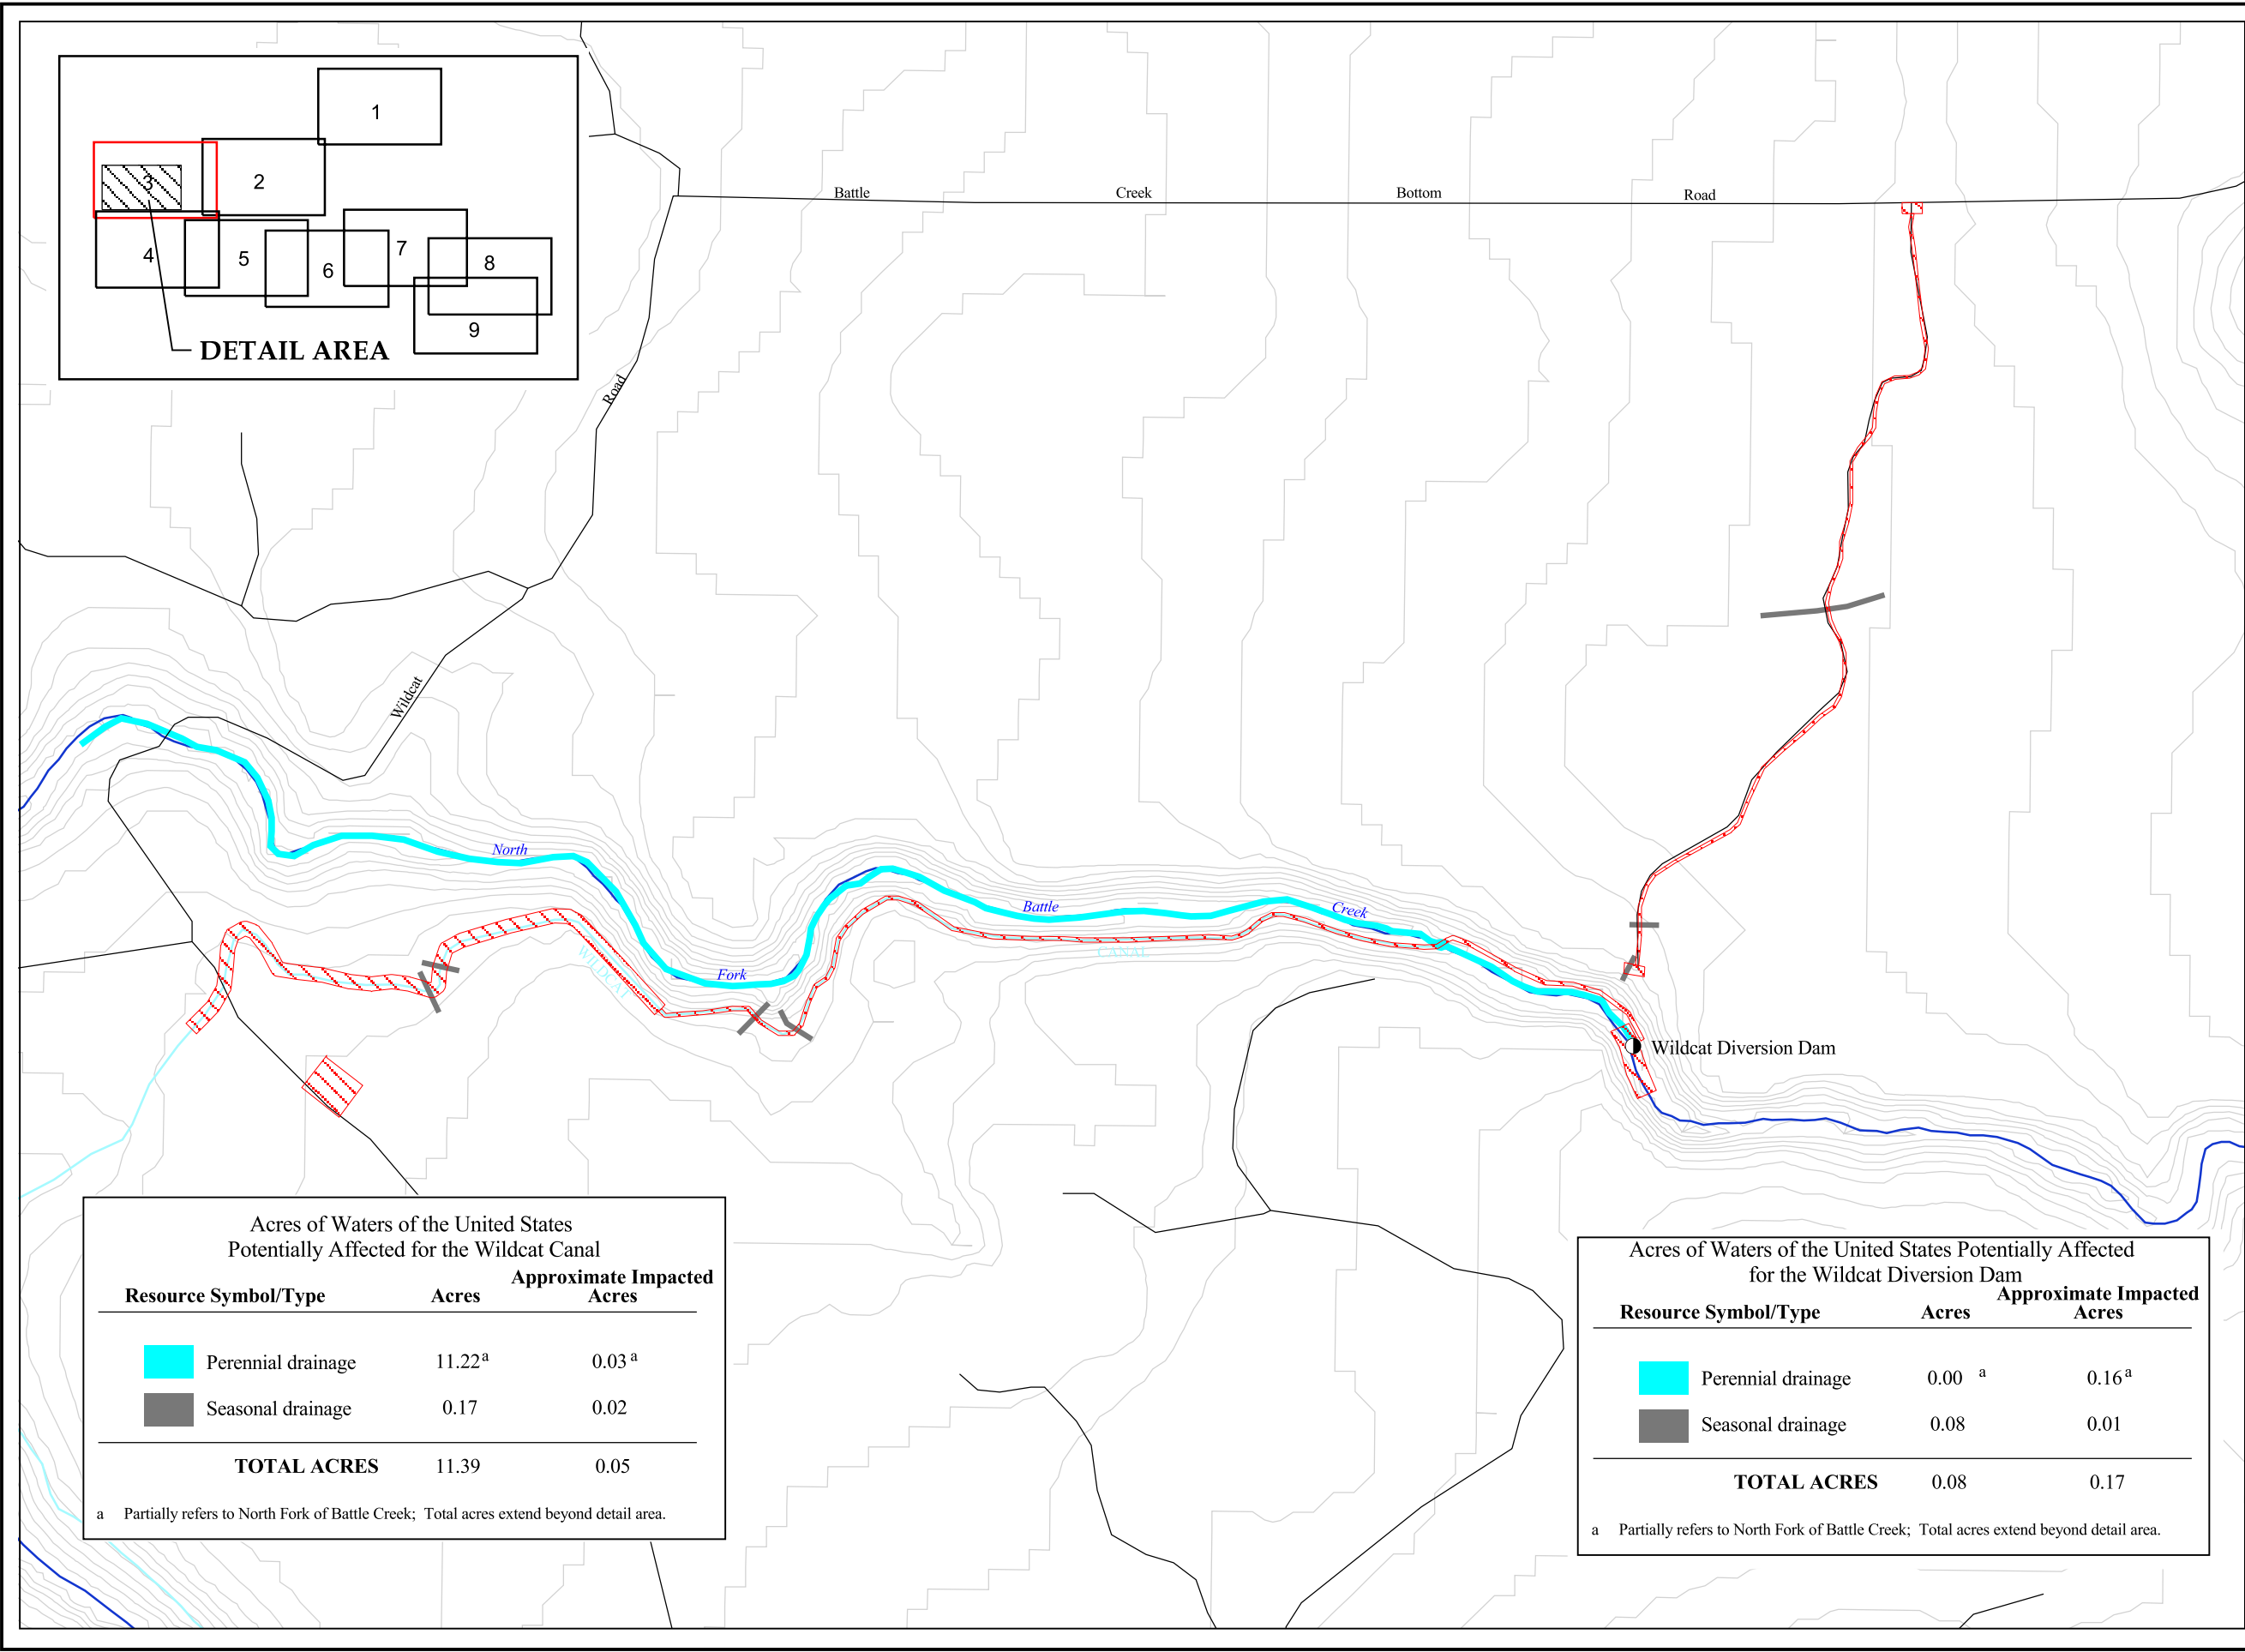 1
2
3
4
5
6
7
8
9
DETAIL AREA
Battle Creek Bottom Road
Road
Wildcat
North
Fork
Battle
Creek
WILDCAT
CANAL
Wildcat Diversion Dam
Acres of Waters of the United States
Potentially Affected for the Wildcat Canal
Approximate Impacted
Resource Symbol/Type Acres Acres
Perennial drainage 11.22 a 0.03 a
Seasonal drainage 0.17 0.02
TOTAL ACRES 11.39 0.05
a Partially refers to North Fork of Battle Creek; Total acres extend beyond detail area.
Acres of Waters of the United States Potentially Affected
for the Wildcat Diversion Dam
Approximate Impacted
Resource Symbol/Type Acres Acres
Perennial drainage 0.00 a 0.16 a
Seasonal drainage 0.08 0.01
TOTAL ACRES 0.08 0.17
a Partially refers to North Fork of Battle Creek; Total acres extend beyond detail area.